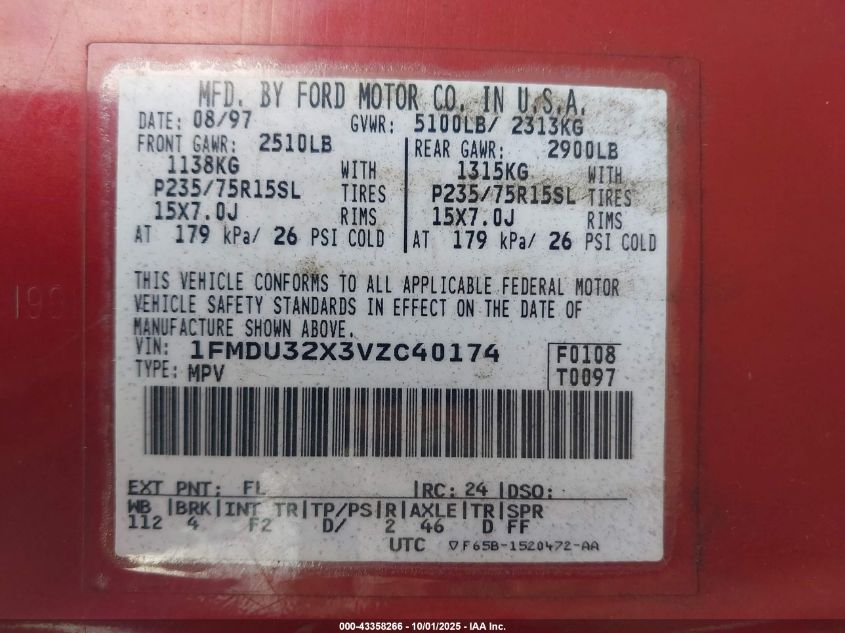 MFD. BY FORD MOTOR CO. IN U.S.A.
DATE: 08/97 GVWR: 5100LB/ 2313KG
FRONT GAWR: 2510LB REAR GAWR: 2900LB
1138KG WITH 1315KG WITH
P235/75R15SL TIRES P235/75R15SL TIRES
15X7.0J RIMS 15X7.0J RIMS
AT 179 kPa/ 26 PSI COLD AT 179 kPa/ 26 PSI COLD
THIS VEHICLE CONFORMS TO ALL APPLICABLE FEDERAL MOTOR
VEHICLE SAFETY STANDARDS IN EFFECT ON THE DATE OF
MANUFACTURE SHOWN ABOVE.
VIN: 1FMDU32X3VZC40174 F0108
TYPE: MPV T0097
EXT PNT: FL RC: 24 DSO:
WB BRK INT TR TP/PS R AXLE TR SPR
112 4 F2 D/ 2 46 D FF
UTC ▽F65B-1520472-AA
000-43358266 - 10/01/2025 - IAA Inc.